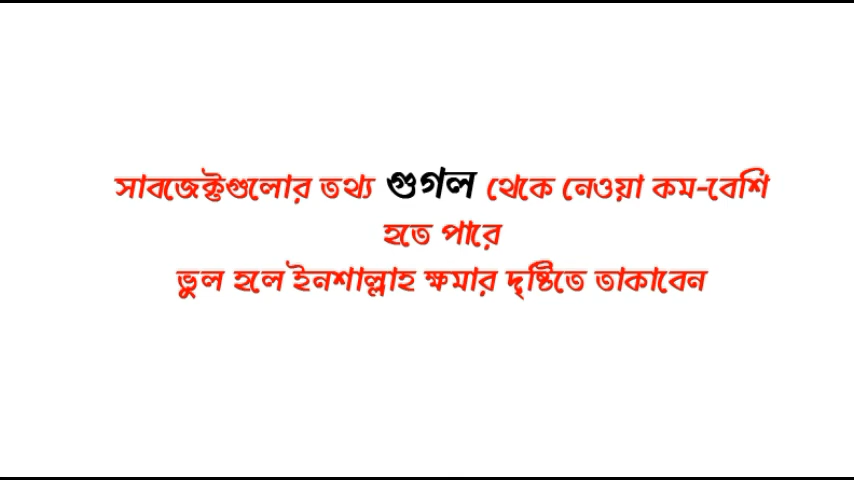 সাবজেক্টগুলোর তথ্য গুগল থেকে নেওয়া কম-বেশি
হতে পারে
ভুল হলে ইনশাল্লাহ ক্ষমার দৃষ্টিতে তাকাবেন